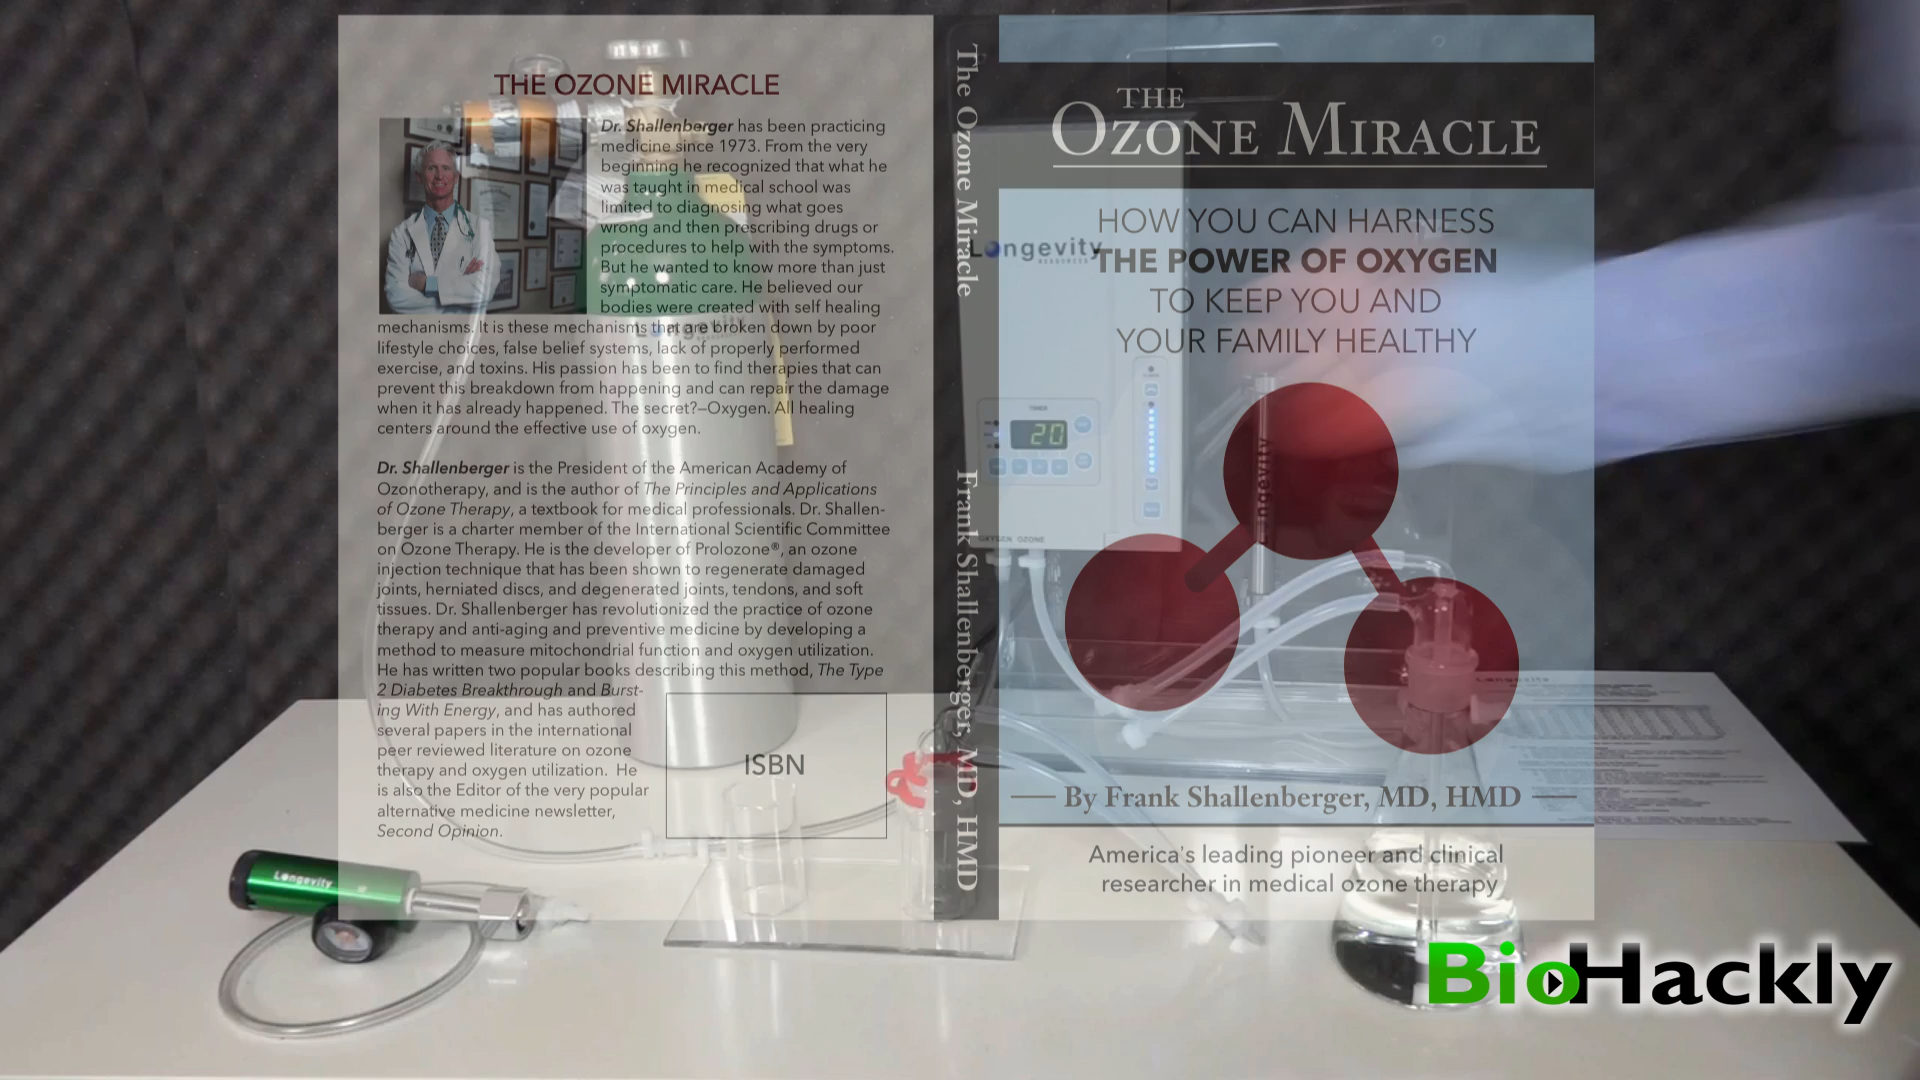 THE OZONE MIRACLE
Dr. Shallenberger has been practicing
medicine since 1973. From the very
beginning he recognized that what he
was taught in medical school was
limited to diagnosing what goes
wrong and then prescribing drugs or
procedures to help with the symptoms.
But he wanted to know more than just
symptomatic care. He believed our
bodies were created with self healing
mechanisms. It is these mechanisms that are broken down by poor
lifestyle choices, false belief systems, lack of properly performed
exercise, and toxins. His passion has been to find therapies that can
prevent this breakdown from happening and can repair the damage
when it has already happened. The secret?—Oxygen. All healing
centers around the effective use of oxygen.
Dr. Shallenberger is the President of the American Academy of
Ozonotherapy, and is the author of The Principles and Applications
of Ozone Therapy, a textbook for medical professionals. Dr. Shallen-
berger is a charter member of the International Scientific Committee
on Ozone Therapy. He is the developer of Prolozone®, an ozone
injection technique that has been shown to regenerate damaged
joints, herniated discs, and degenerated joints, tendons, and soft
tissues. Dr. Shallenberger has revolutionized the practice of ozone
therapy and anti-aging and preventive medicine by developing a
method to measure mitochondrial function and oxygen utilization.
He has written two popular books describing this method, The Type
2 Diabetes Breakthrough and Burst-
ing With Energy, and has authored
several papers in the international
peer reviewed literature on ozone
therapy and oxygen utilization. He
is also the Editor of the very popular
alternative medicine newsletter,
Second Opinion.
ISBN
The Ozone Miracle
Frank Shallenberger, MD, HMD
THE
OZONE MIRACLE
HOW YOU CAN HARNESS
THE POWER OF OXYGEN
TO KEEP YOU AND
YOUR FAMILY HEALTHY
By Frank Shallenberger, MD, HMD
America's leading pioneer and clinical
researcher in medical ozone therapy
Longevity
RESOURCES
TIMER
20
OXYGEN OZONE
Longevity
Longevity
Longevity
Longevity
BioHackly